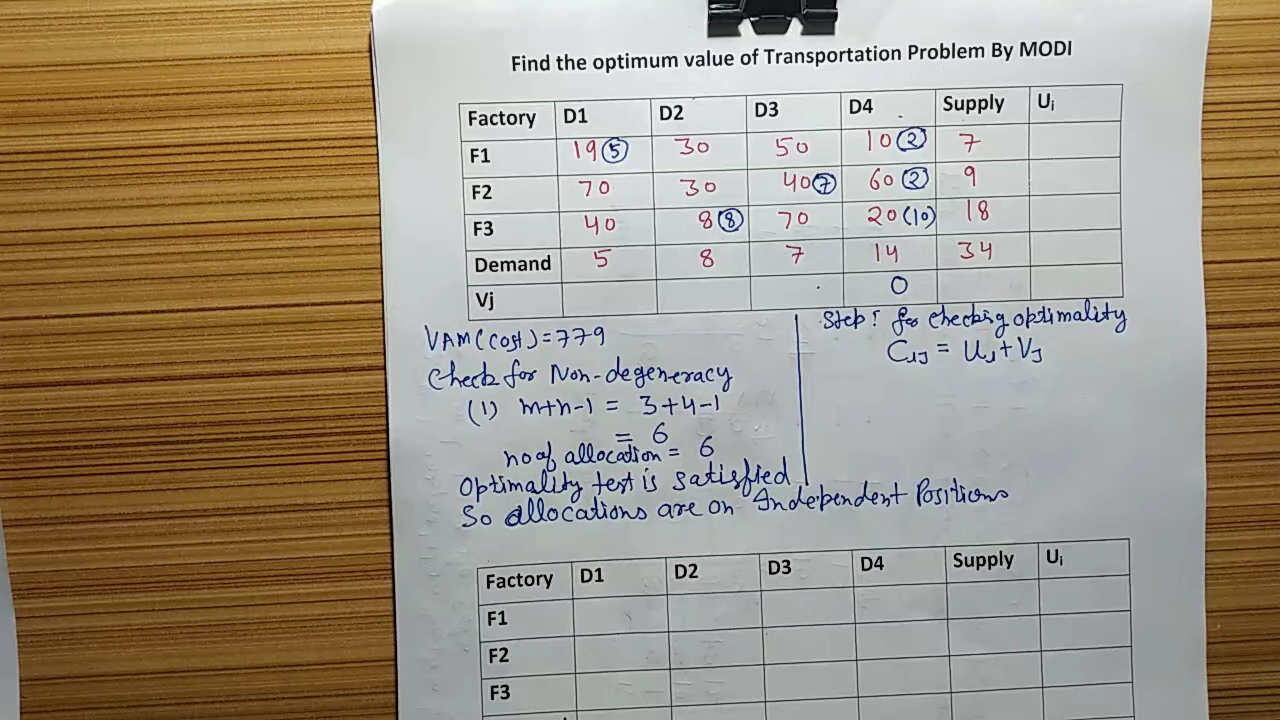 Find the optimum value of Transportation Problem By MODI
Factory D1 D2 D3 D4 Supply Ui
F1 19 (5) 30 50 10 (2) 7
F2 70 30 40 (7) 60 (2) 9
F3 40 8 (8) 70 20 (10) 18
Demand 5 8 7 14 34
Vj 0
VAM (cost) = 779
Check for Non-degeneracy
(1) m+n-1 = 3+4-1
= 6
no of allocation = 6
Optimality test is satisfied
So allocations are on Independent Positions
Step: for checking optimality
CiJ = Ui + VJ
Factory D1 D2 D3 D4 Supply Ui
F1
F2
F3